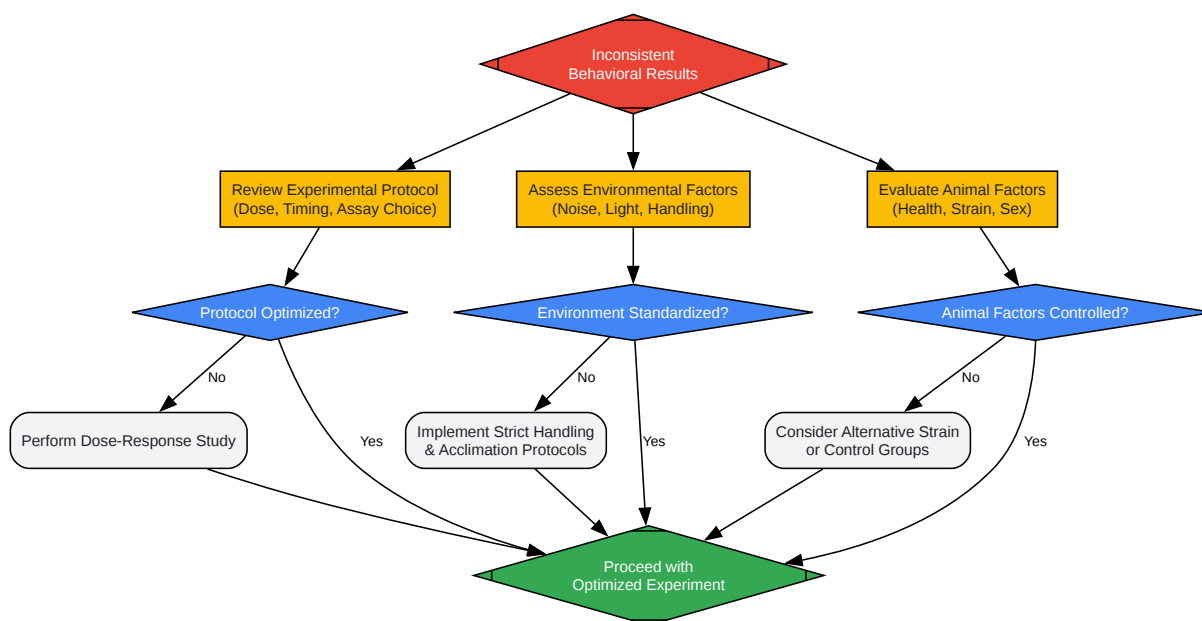 Inconsistent
Behavioral Results
Review Experimental Protocol
(Dose, Timing, Assay Choice)
Assess Environmental Factors
(Noise, Light, Handling)
Evaluate Animal Factors
(Health, Strain, Sex)
Protocol Optimized?
Environment Standardized?
Animal Factors Controlled?
No
No
No
Perform Dose-Response Study
Yes
Implement Strict Handling
& Acclimation Protocols
Yes
Consider Alternative Strain
or Control Groups
Yes
Proceed with
Optimized Experiment